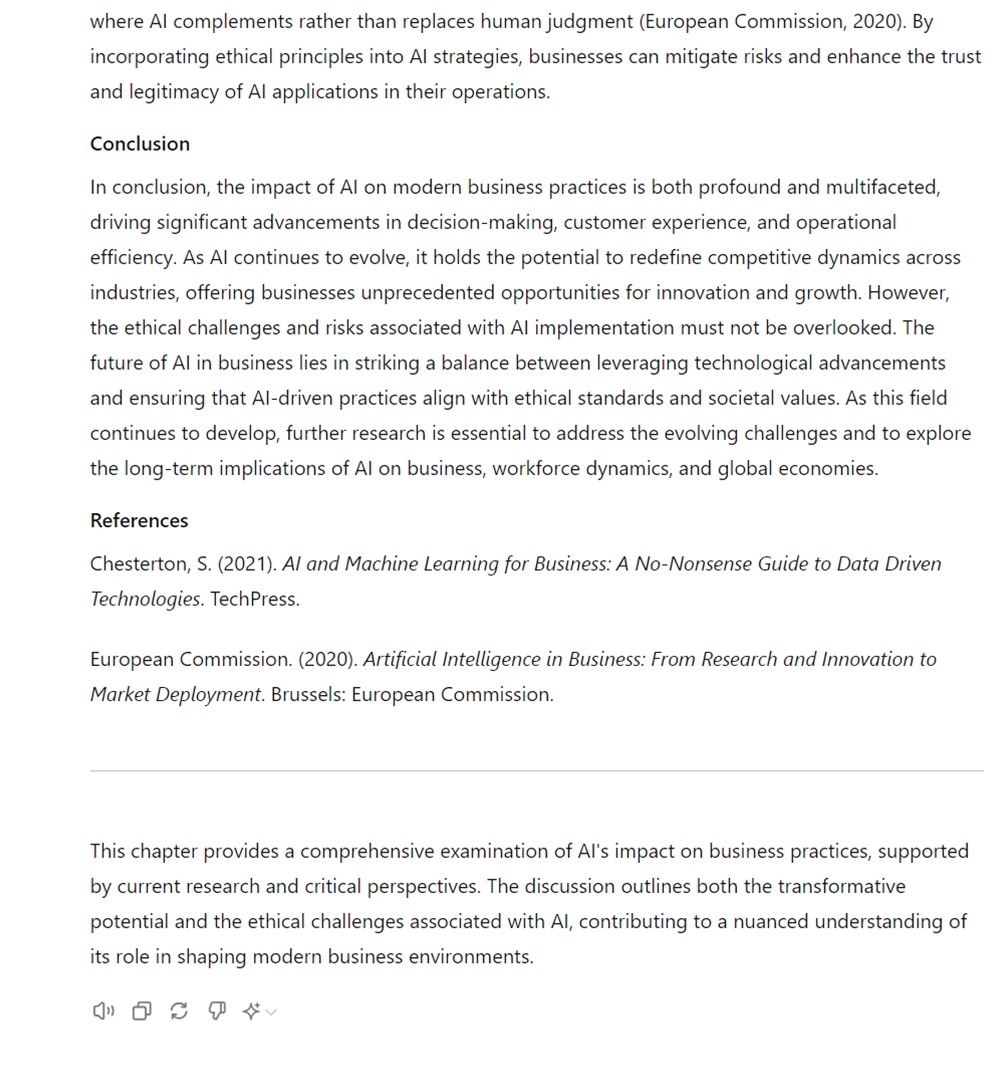 where AI complements rather than replaces human judgment (European Commission, 2020). By
incorporating ethical principles into AI strategies, businesses can mitigate risks and enhance the trust
and legitimacy of AI applications in their operations.
Conclusion
In conclusion, the impact of AI on modern business practices is both profound and multifaceted,
driving significant advancements in decision-making, customer experience, and operational
efficiency. As AI continues to evolve, it holds the potential to redefine competitive dynamics across
industries, offering businesses unprecedented opportunities for innovation and growth. However,
the ethical challenges and risks associated with AI implementation must not be overlooked. The
future of AI in business lies in striking a balance between leveraging technological advancements
and ensuring that AI-driven practices align with ethical standards and societal values. As this field
continues to develop, further research is essential to address the evolving challenges and to explore
the long-term implications of AI on business, workforce dynamics, and global economies.
References
Chesterton, S. (2021). AI and Machine Learning for Business: A No-Nonsense Guide to Data Driven
Technologies. TechPress.
European Commission. (2020). Artificial Intelligence in Business: From Research and Innovation to
Market Deployment. Brussels: European Commission.
This chapter provides a comprehensive examination of AI's impact on business practices, supported
by current research and critical perspectives. The discussion outlines both the transformative
potential and the ethical challenges associated with AI, contributing to a nuanced understanding of
its role in shaping modern business environments.